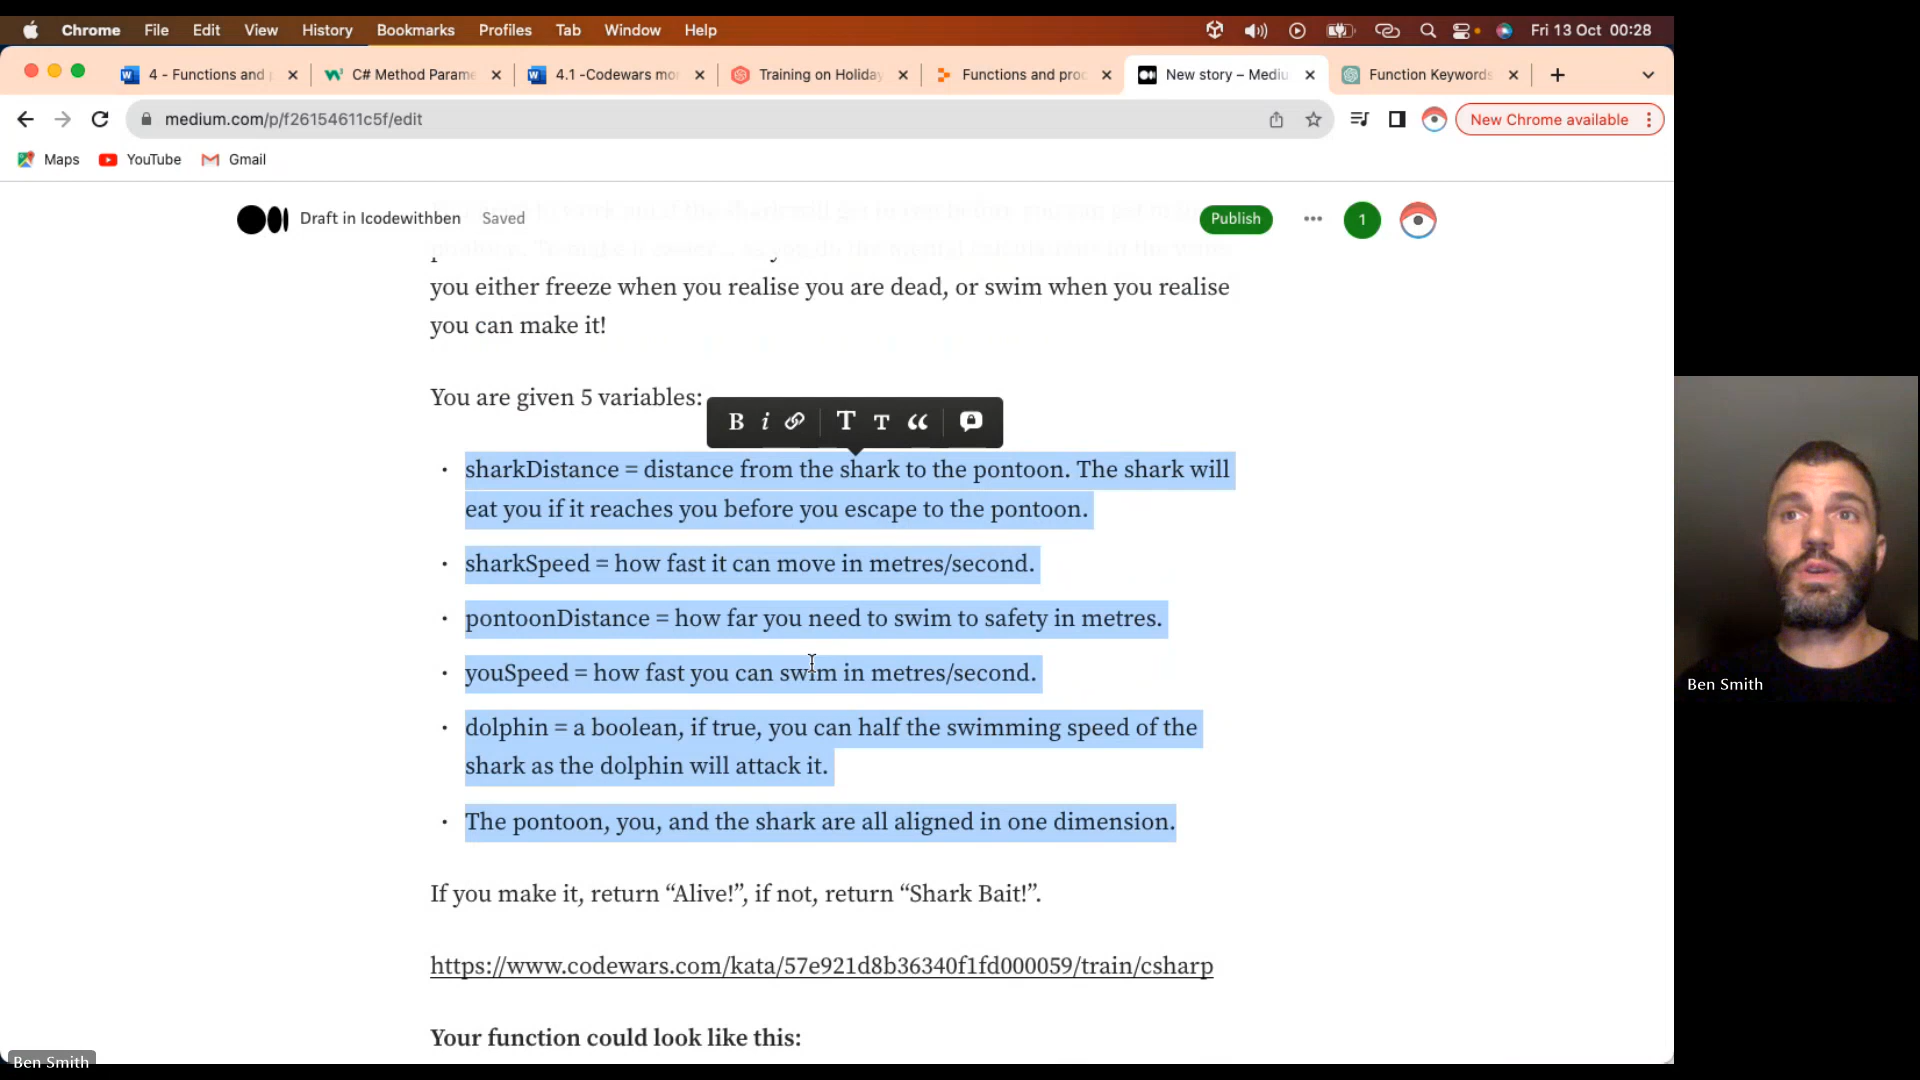 Chrome File Edit View History Bookmarks Profiles Tab Window Help Fri 13 Oct 00:28
4 - Functions and C# Method Parame 4.1 -Codewars mo Training on Holiday Functions and proc New story – Mediu Function Keywords
medium.com/p/f26154611c5f/edit New Chrome available
Maps YouTube Gmail
Draft in Icodewithben Saved Publish 1
you either freeze when you realise you are dead, or swim when you realise
you can make it!
You are given 5 variables:
B i T T
sharkDistance = distance from the shark to the pontoon. The shark will
eat you if it reaches you before you escape to the pontoon.
sharkSpeed = how fast it can move in metres/second.
pontoonDistance = how far you need to swim to safety in metres.
youSpeed = how fast you can swim in metres/second.
dolphin = a boolean, if true, you can half the swimming speed of the
shark as the dolphin will attack it.
The pontoon, you, and the shark are all aligned in one dimension.
If you make it, return “Alive!”, if not, return “Shark Bait!”.
https://www.codewars.com/kata/57e921d8b36340f1fd000059/train/csharp
Your function could look like this:
Ben Smith
Ben Smith